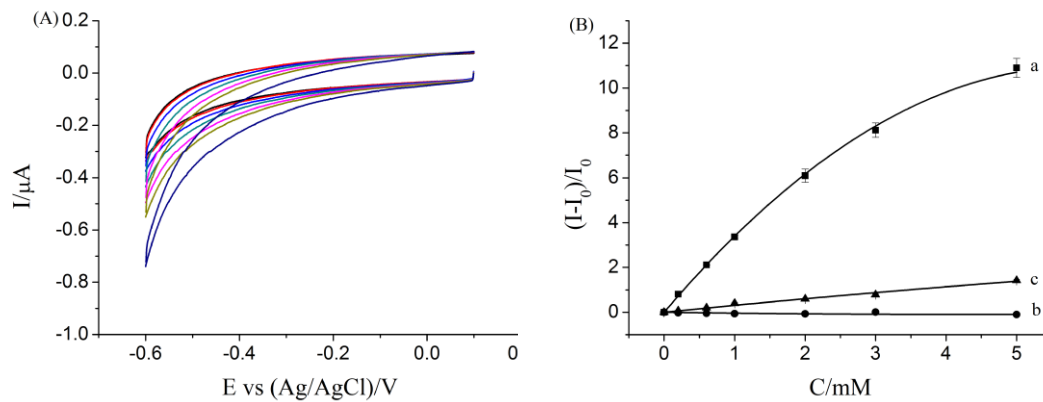 (A)
0.2
0.0
-0.2
-0.4
-0.6
-0.8
-1.0
I/μA
-0.6 -0.4 -0.2 0.0 0
E vs (Ag/AgCl)/V
(B)
12
10
8
6
4
2
0
(I-I₀)/I₀
a
c
b
0 1 2 3 4 5
C/mM